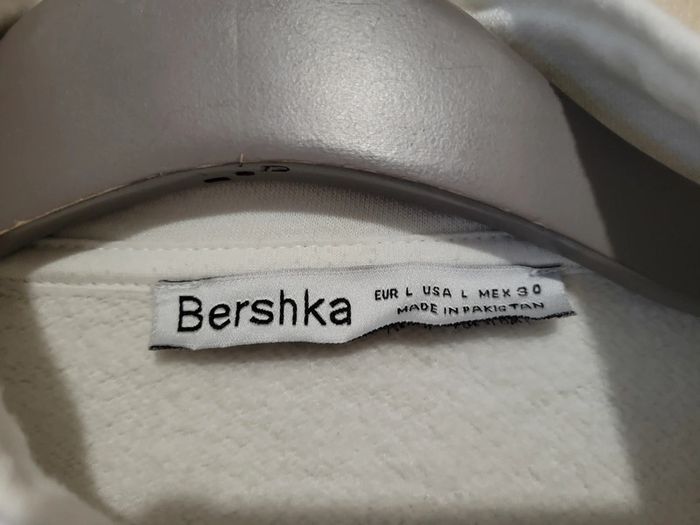 Bershka
EUR L USA L MEX 30
MADE IN PAKISTAN